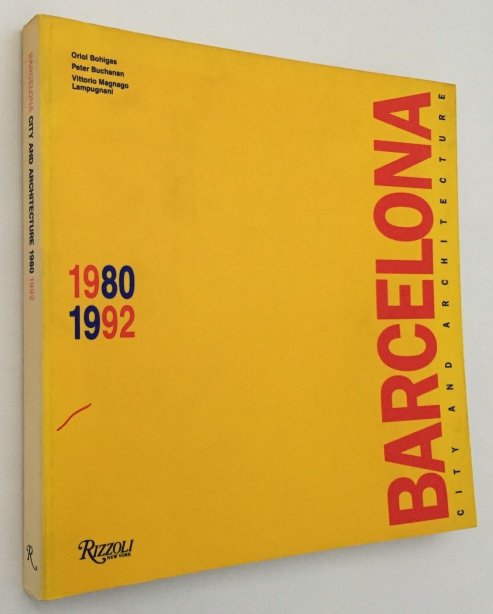 BARCELONA CITY AND ARCHITECTURE 1980 1992
R
Oriol Bohigas
Peter Buchanan
Vittorio Magnago
Lampugnani
1980
1992
BARCELONA
CITY AND ARCHITECTURE
RIZZOLI
NEW YORK